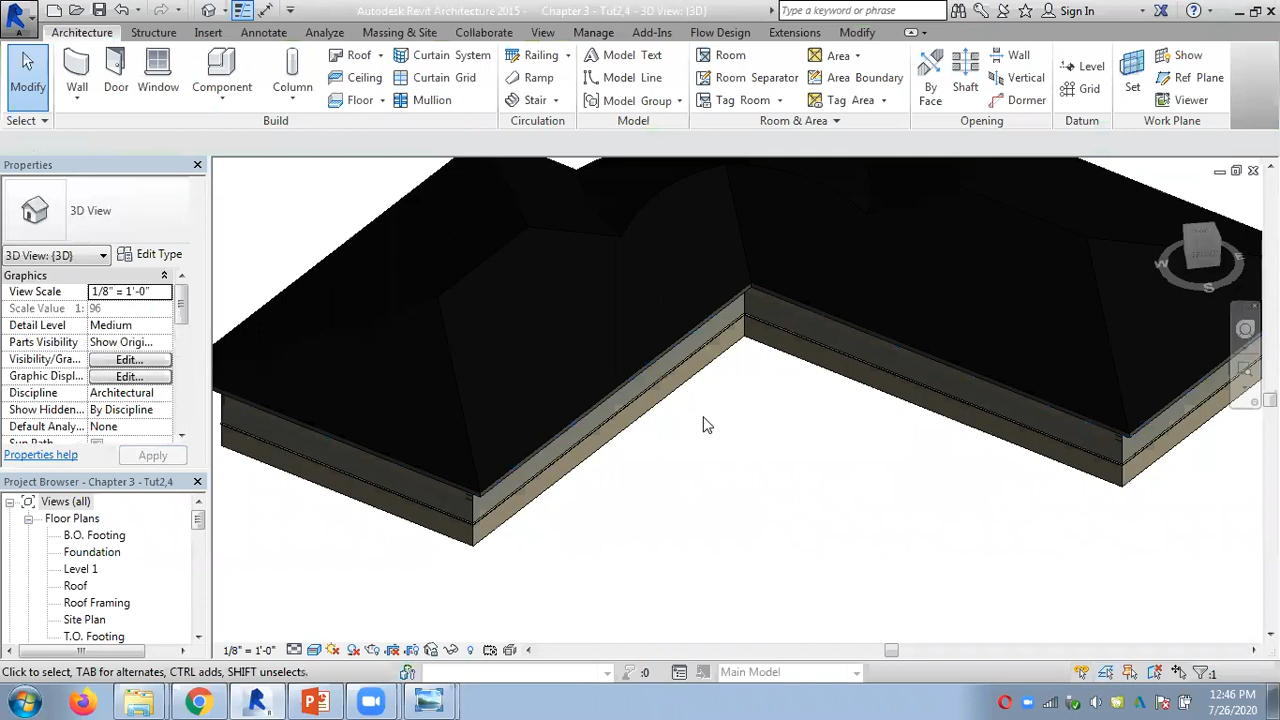 Autodesk Revit Architecture 2015 - Chapter 3 - Tut2,4 - 3D View: {3D}
Type a keyword or phrase
Sign In
Architecture Structure Insert Annotate Analyze Massing & Site Collaborate View Manage Add-Ins Flow Design Extensions Modify
Modify
Wall
Door
Window
Component
Column
Roof
Ceiling
Floor
Curtain System
Curtain Grid
Mullion
Railing
Ramp
Stair
Model Text
Model Line
Model Group
Room
Room Separator
Tag Room
Area
Area Boundary
Tag Area
By Face
Shaft
Wall
Vertical
Dormer
Level
Grid
Set
Show
Ref Plane
Viewer
Select Build Circulation Model Room & Area Opening Datum Work Plane
Properties
3D View
3D View: {3D} Edit Type
Graphics
View Scale 1/8" = 1'-0"
Scale Value 1: 96
Detail Level Medium
Parts Visibility Show Origi...
Visibility/Gra... Edit...
Graphic Displ... Edit...
Discipline Architectural
Show Hidden... By Discipline
Default Analy... None
Sun Path
Properties help Apply
Project Browser - Chapter 3 - Tut2,4
Views (all)
Floor Plans
B.O. Footing
Foundation
Level 1
Roof
Roof Framing
Site Plan
T.O. Footing
W
S
E
1/8" = 1'-0"
Click to select, TAB for alternates, CTRL adds, SHIFT unselects.
:0
Main Model
:1
12:46 PM
7/26/2020